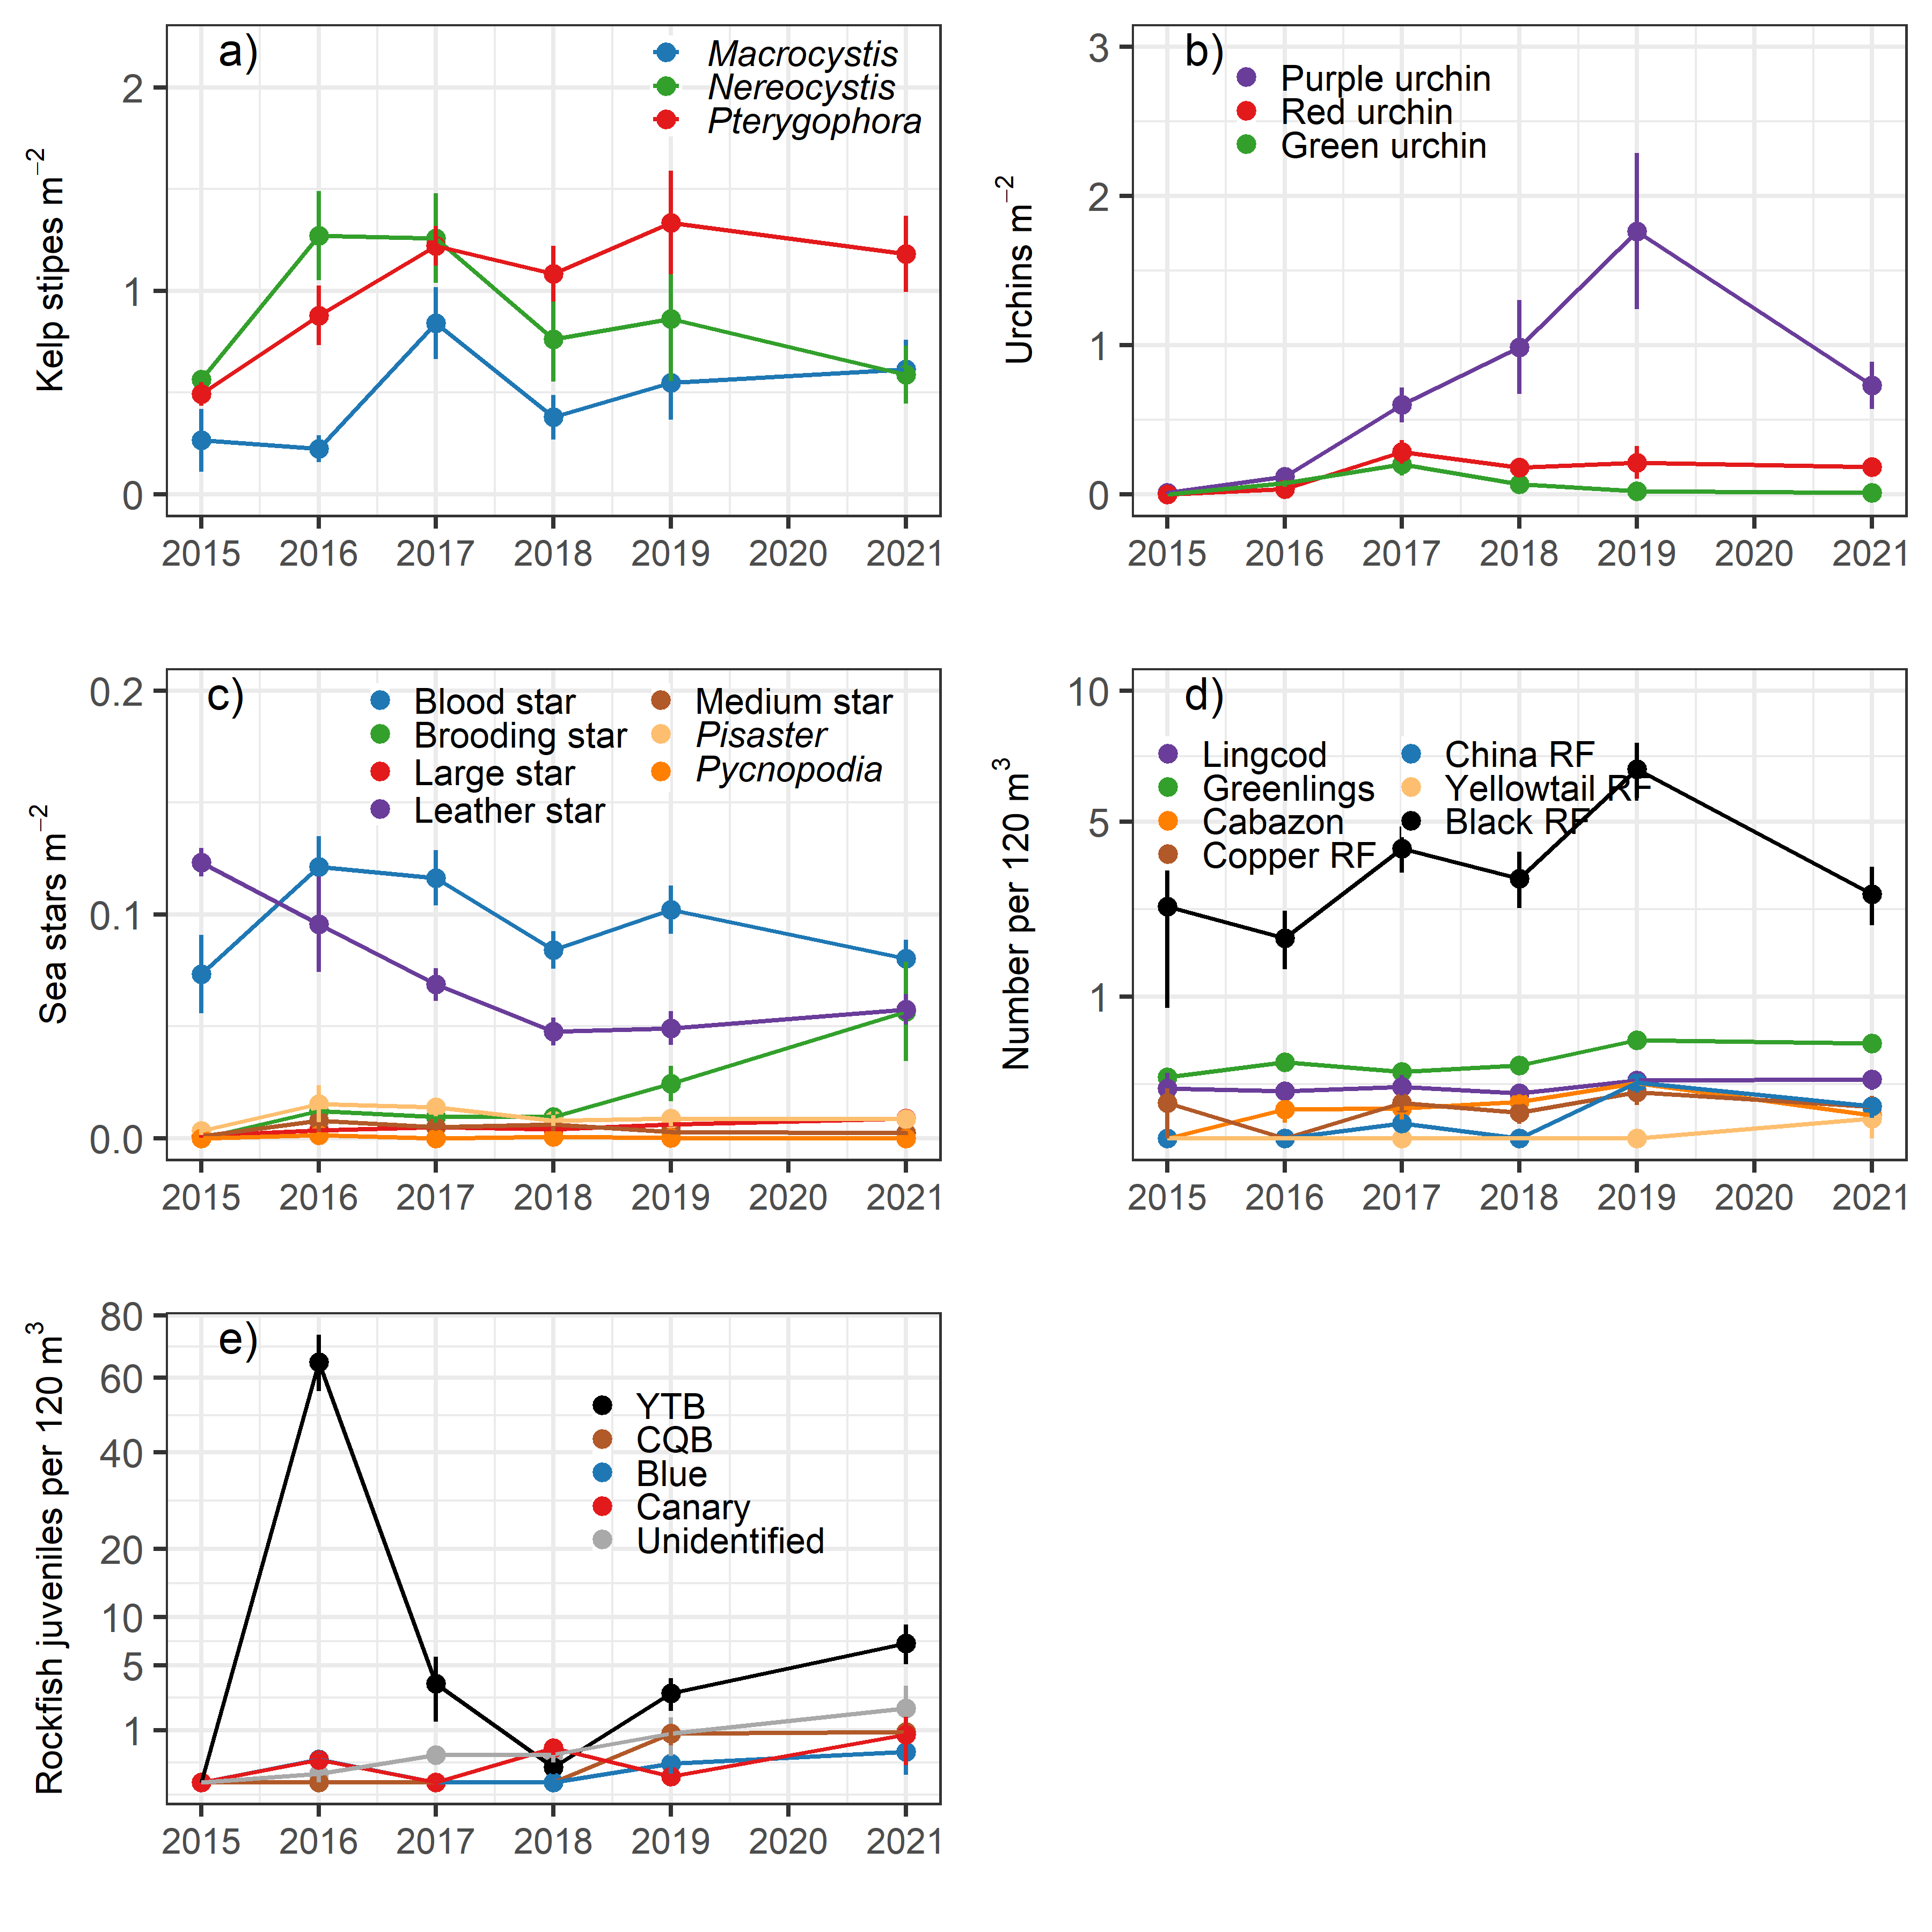 a)
Macrocystis
Nereocystis
Pterygophora
Kelp stipes m⁻²
2
1
0
2015 2016 2017 2018 2019 2020 2021
b)
Purple urchin
Red urchin
Green urchin
Urchins m⁻²
3
2
1
0
2015 2016 2017 2018 2019 2020 2021
c)
Blood star
Brooding star
Large star
Leather star
Medium star
Pisaster
Pycnopodia
Sea stars m⁻²
0.2
0.1
0.0
2015 2016 2017 2018 2019 2020 2021
d)
Lingcod
Greenlings
Cabazon
Copper RF
China RF
Yellowtail RF
Black RF
Number per 120 m³
10
5
1
2015 2016 2017 2018 2019 2020 2021
e)
YTB
CQB
Blue
Canary
Unidentified
Rockfish juveniles per 120 m³
80
60
40
20
10
5
1
2015 2016 2017 2018 2019 2020 2021